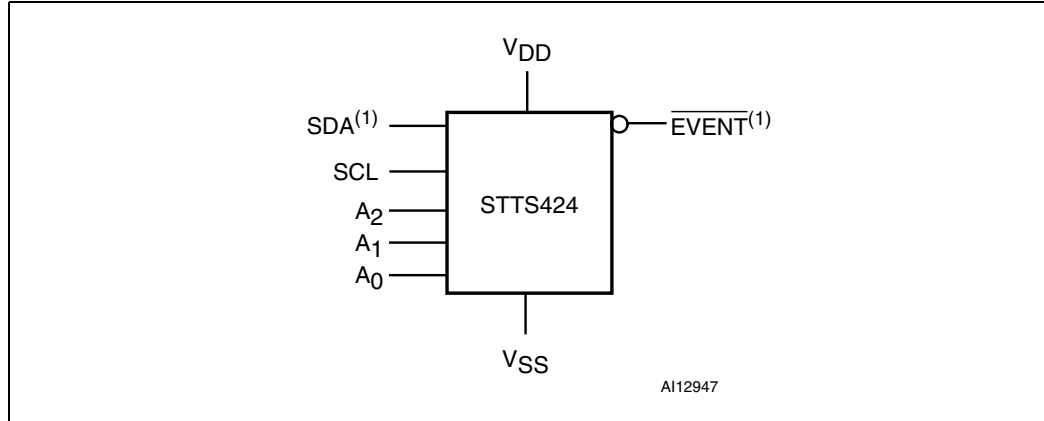 VDD
SDA(1)
EVENT(1)
SCL
STTS424
A2
A1
A0
VSS
AI12947